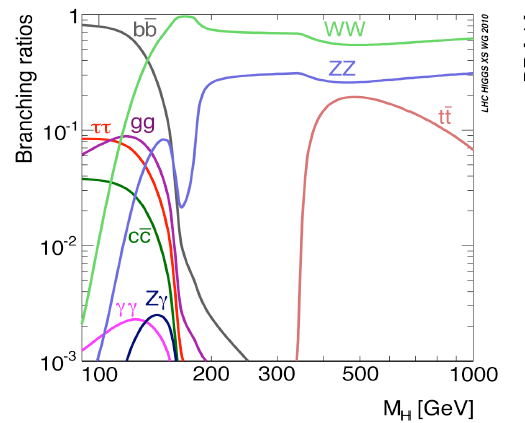 Branching ratios
1
10⁻¹
10⁻²
10⁻³
bb̄
WW
ZZ
ττ
gg
tt̄
cc̄
γγ
Zγ
LHC HIGGS XS WG 2010
100
200
300
500
1000
M_H [GeV]